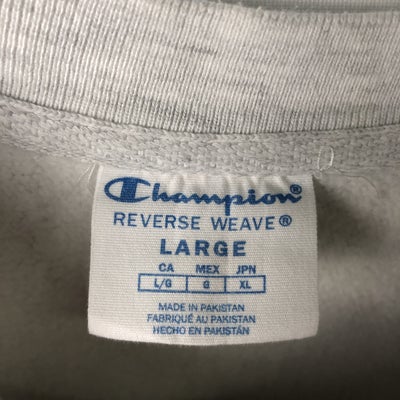 Champion®
REVERSE WEAVE®
LARGE
CA MEX JPN
L/G G XL
MADE IN PAKISTAN
FABRIQUÉ AU PAKISTAN
HECHO EN PAKISTÁN